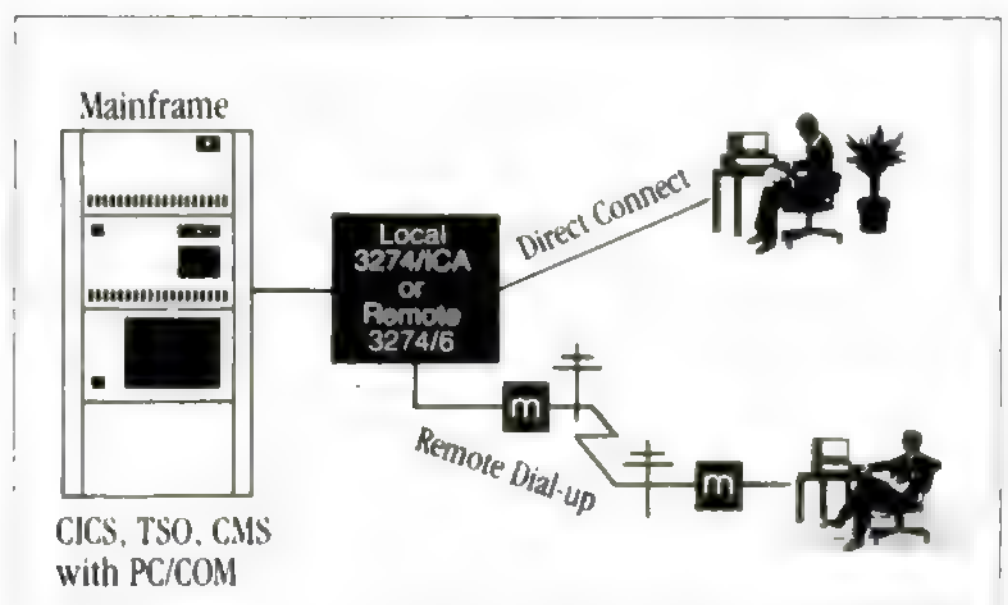 Mainframe
Local
3274/ICA
or
Remote
3274/6
Direct Connect
m
Remote Dial-up
m
CICS, TSO, CMS
with PC/COM